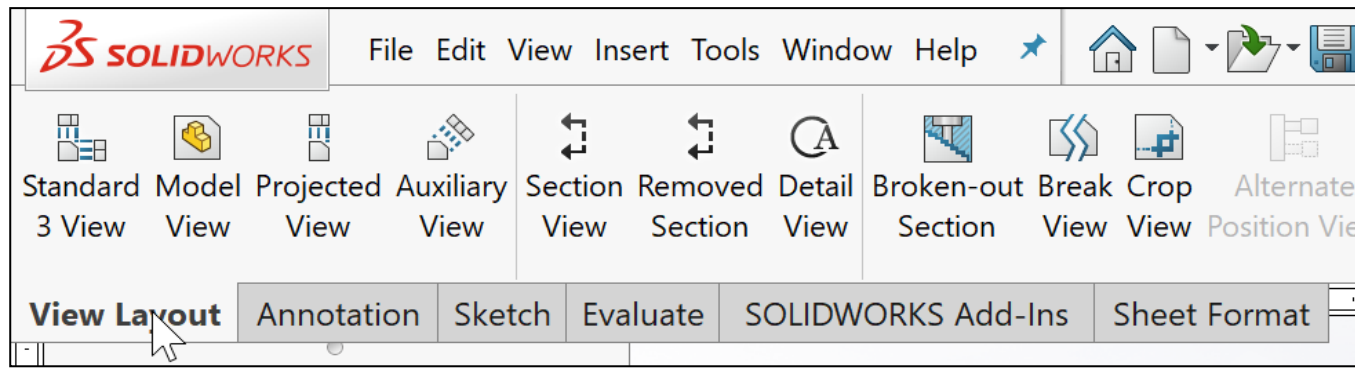 SOLIDWORKS File Edit View Insert Tools Window Help
Standard Model Projected Auxiliary Section Removed Detail Broken-out Break Crop Alternate
3 View View View View View Section View Section View View Position Vie
View Layout Annotation Sketch Evaluate SOLIDWORKS Add-Ins Sheet Format